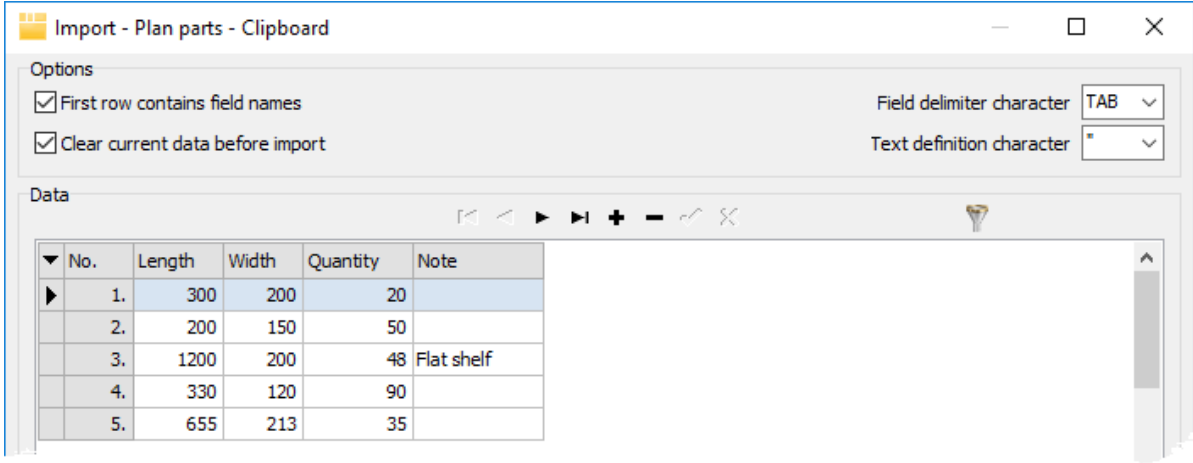 Import - Plan parts - Clipboard
Options
First row contains field names Field delimiter character TAB
Clear current data before import Text definition character "
Data
No. Length Width Quantity Note
1. 300 200 20
2. 200 150 50
3. 1200 200 48 Flat shelf
4. 330 120 90
5. 655 213 35